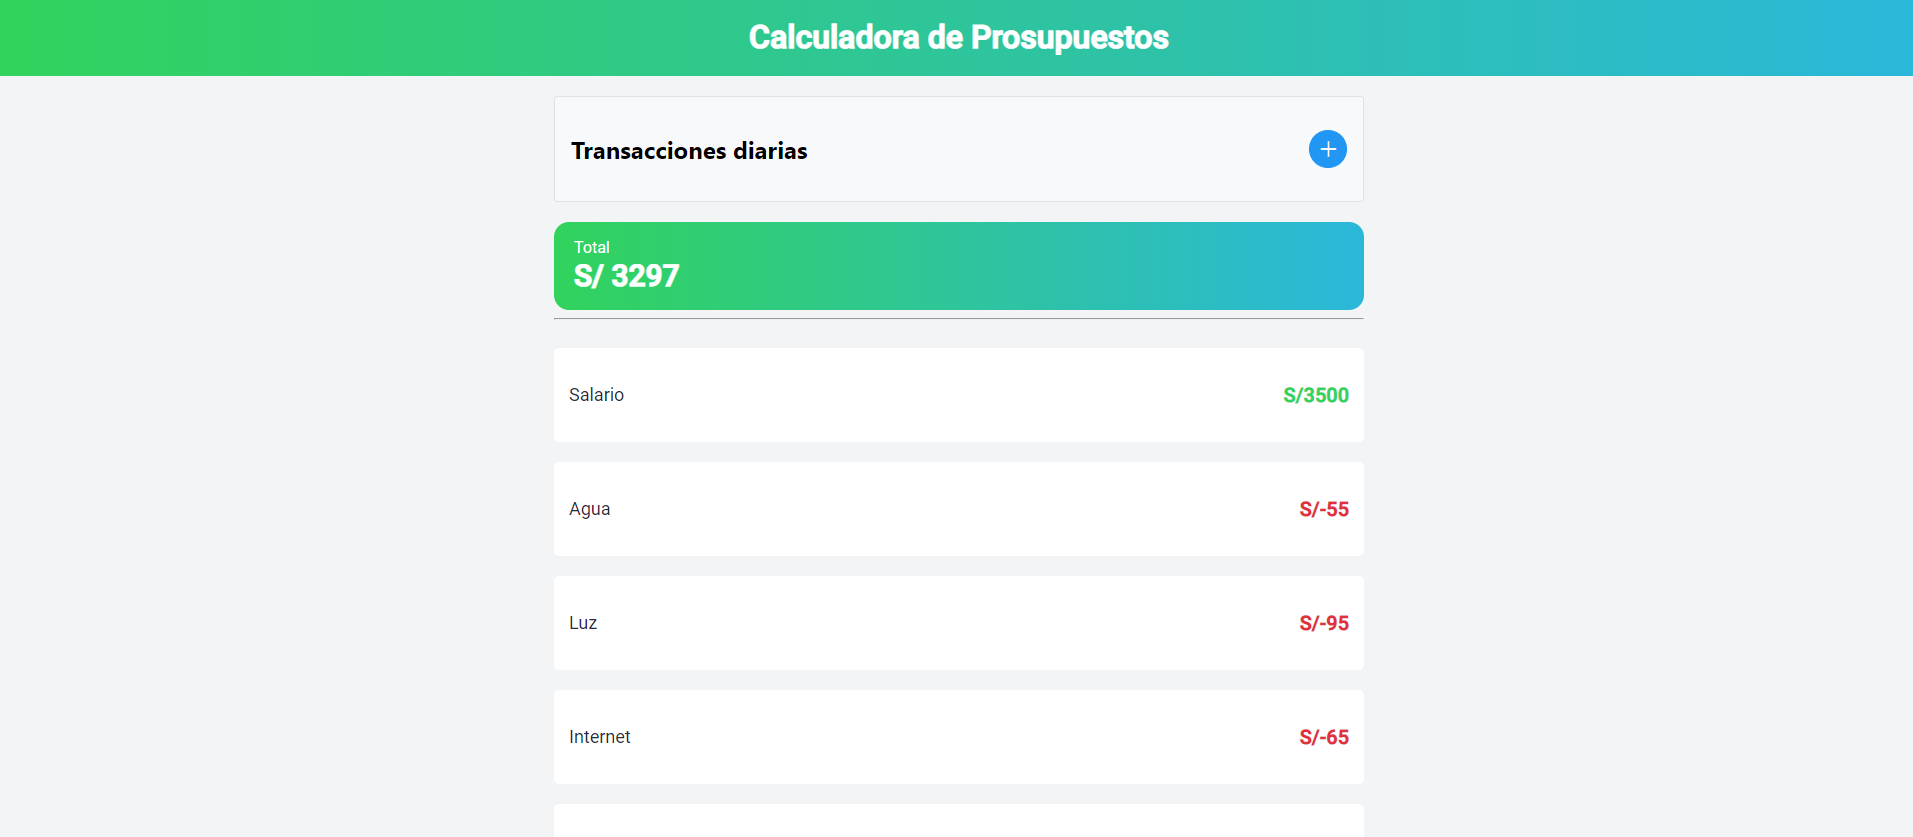 Calculadora de Prosupuestos
Transacciones diarias
Total
S/ 3297
Salario S/3500
Agua S/-55
Luz S/-95
Internet S/-65